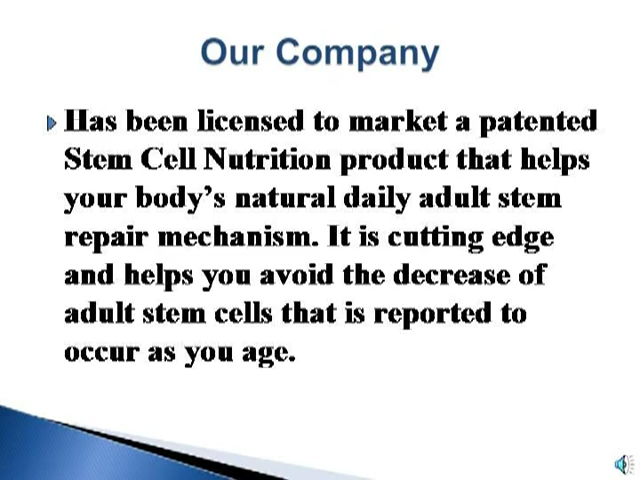 Our Company
Has been licensed to market a patented
Stem Cell Nutrition product that helps
your body’s natural daily adult stem
repair mechanism. It is cutting edge
and helps you avoid the decrease of
adult stem cells that is reported to
occur as you age.